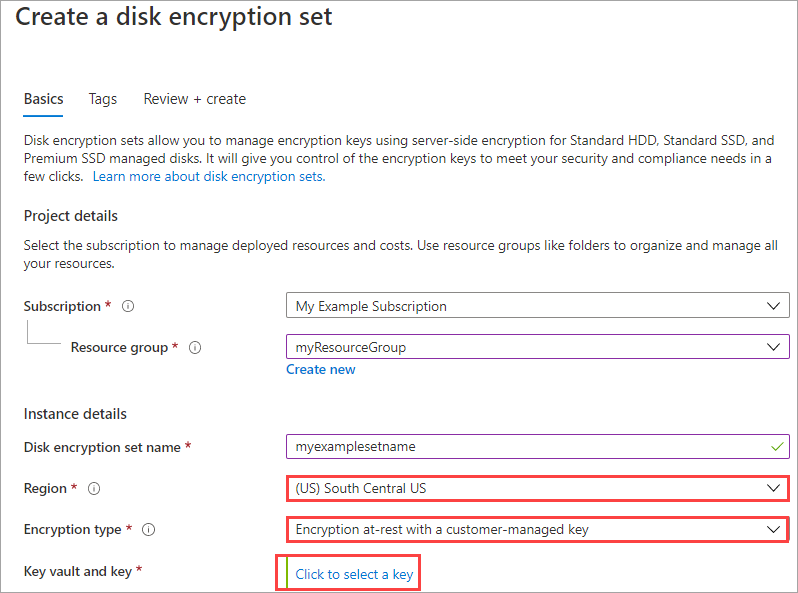 Create a disk encryption set
Basics Tags Review + create
Disk encryption sets allow you to manage encryption keys using server-side encryption for Standard HDD, Standard SSD, and
Premium SSD managed disks. It will give you control of the encryption keys to meet your security and compliance needs in a
few clicks. Learn more about disk encryption sets.
Project details
Select the subscription to manage deployed resources and costs. Use resource groups like folders to organize and manage all
your resources.
Subscription * My Example Subscription
Resource group * myResourceGroup
Create new
Instance details
Disk encryption set name * myexamplesetname
Region * (US) South Central US
Encryption type * Encryption at-rest with a customer-managed key
Key vault and key * Click to select a key